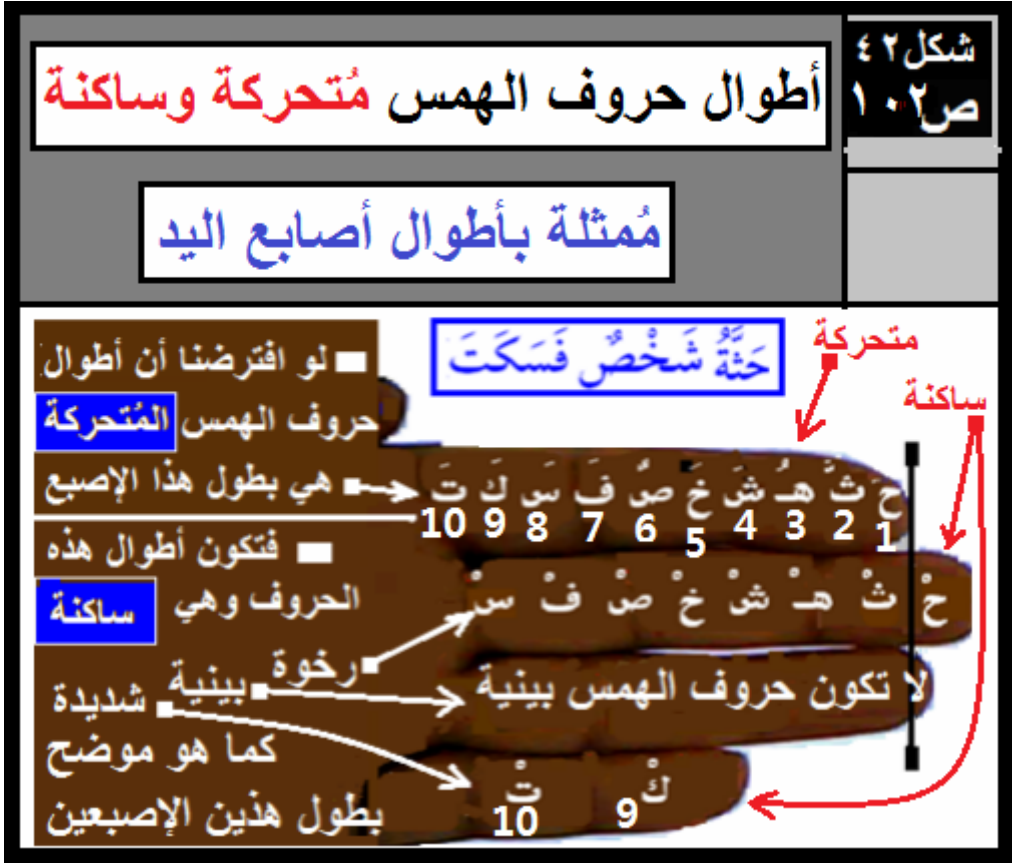 شكل٤٢
ص١٠٢
أطوال حروف الهمس مُتحركة وساكنة
مُمثلة بأطوال أصابع اليد
حَثَّهُ شَخْصٌ فَسَكَتَ
متحركة
ساكنة
لو افترضنا أن أطوال
حروف الهمس المُتحركة
هي بطول هذا الإصبع
حَ ثَّ هـُ شَ خَ صٌ فَ سَ كَ تَ
1 2 3 4 5 6 7 8 9 10
فتكون أطوال هذه
الحروف وهي ساكنة
حْ ثْ هـْ شْ خْ صْ فْ سْ
رخوة
بينية
شديدة
لا تكون حروف الهمس بينية
كما هو موضح
بطول هذين الإصبعين
كْ تْ
9 10